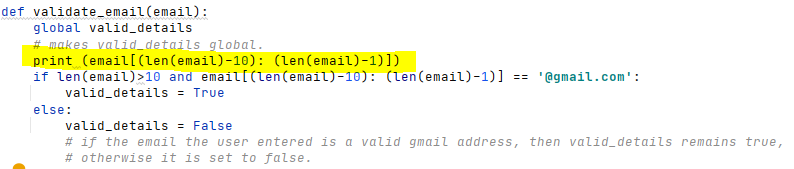 def validate_email(email):
    global valid_details
    # makes valid_details global.
    print (email[(len(email)-10): (len(email)-1)])
    if len(email)>10 and email[(len(email)-10): (len(email)-1)] == '@gmail.com':
        valid_details = True
    else:
        valid_details = False
        # if the email the user entered is a valid gmail address, then valid_details remains true,
        # otherwise it is set to false.